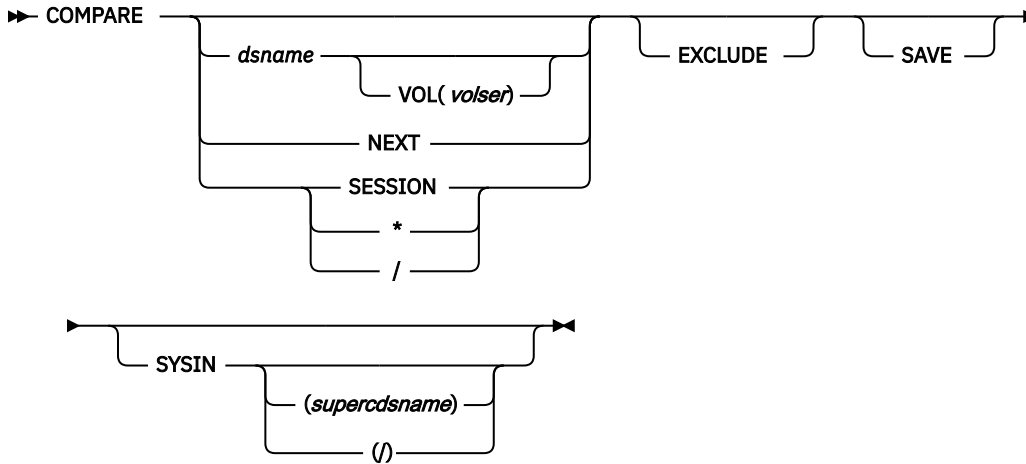 COMPARE
dsname
VOL( volser)
NEXT
SESSION
*
/
EXCLUDE
SAVE
SYSIN
(supercdsname)
(/)